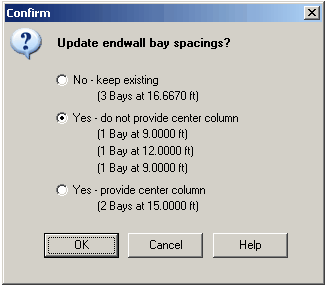 Confirm
Update endwall bay spacings?
No - keep existing
(3 Bays at 16.6670 ft)
Yes - do not provide center column
(1 Bay at 9.0000 ft)
(1 Bay at 12.0000 ft)
(1 Bay at 9.0000 ft)
Yes - provide center column
(2 Bays at 15.0000 ft)
OK
Cancel
Help